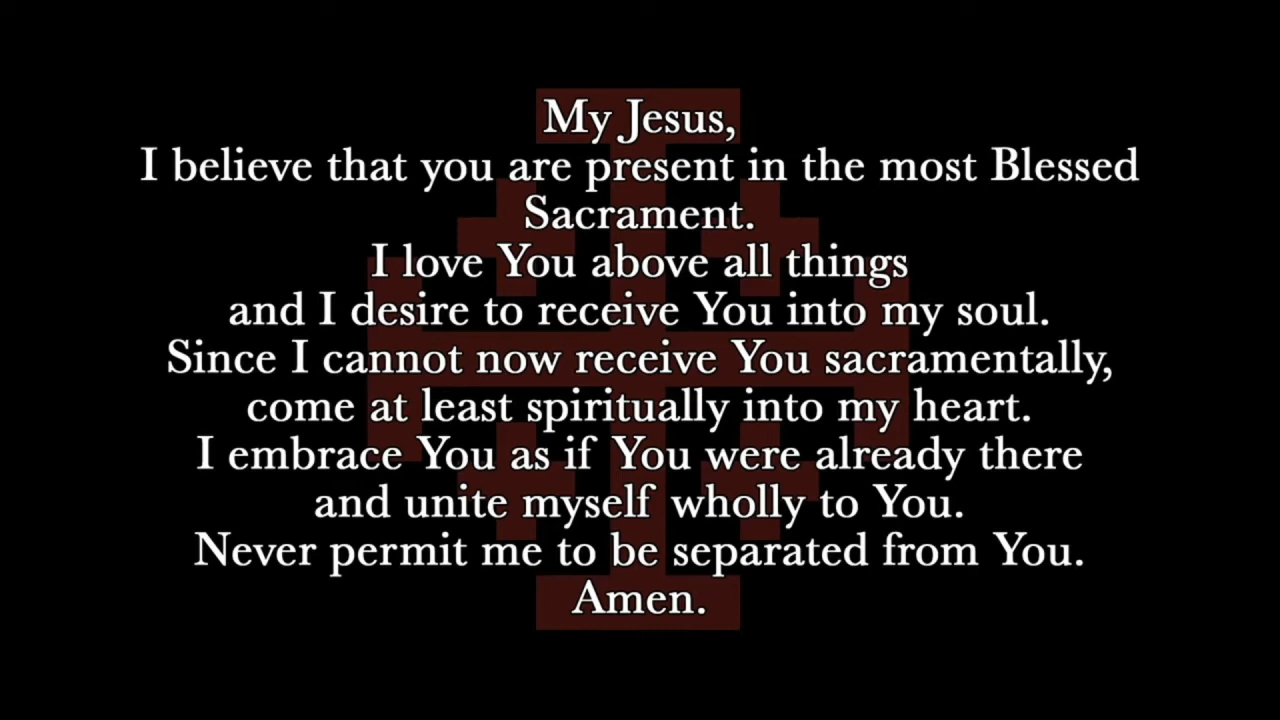 My Jesus,
I believe that you are present in the most Blessed
Sacrament.
I love You above all things
and I desire to receive You into my soul.
Since I cannot now receive You sacramentally,
come at least spiritually into my heart.
I embrace You as if You were already there
and unite myself wholly to You.
Never permit me to be separated from You.
Amen.